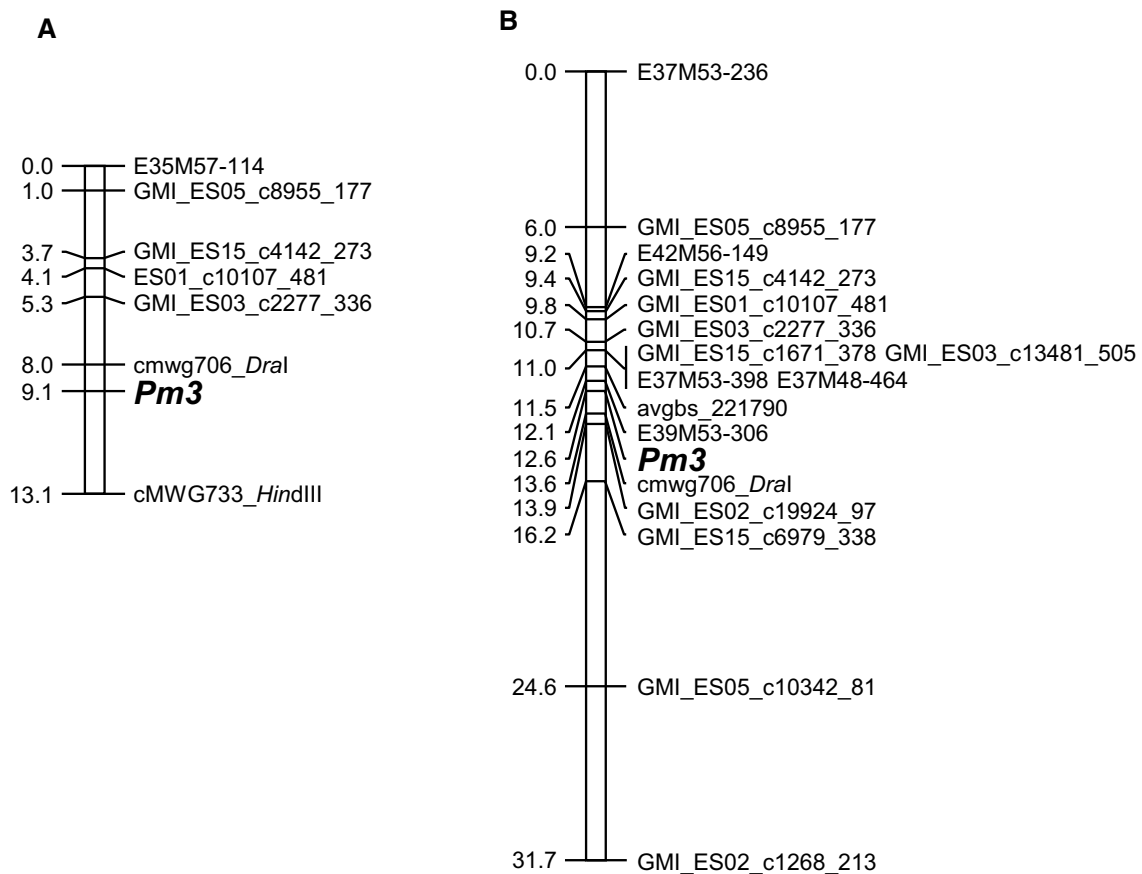 A
0.0 E35M57-114
1.0 GMI_ES05_c8955_177
3.7 GMI_ES15_c4142_273
4.1 ES01_c10107_481
5.3 GMI_ES03_c2277_336
8.0 cmwg706_DraI
9.1 Pm3
13.1 cMWG733_HindIII
B
0.0 E37M53-236
6.0 GMI_ES05_c8955_177
9.2 E42M56-149
9.4 GMI_ES15_c4142_273
9.8 GMI_ES01_c10107_481
10.7 GMI_ES03_c2277_336
11.0 GMI_ES15_c1671_378 GMI_ES03_c13481_505
E37M53-398 E37M48-464
11.5 avgbs_221790
12.1 E39M53-306
12.6 Pm3
13.6 cmwg706_DraI
13.9 GMI_ES02_c19924_97
16.2 GMI_ES15_c6979_338
24.6 GMI_ES05_c10342_81
31.7 GMI_ES02_c1268_213